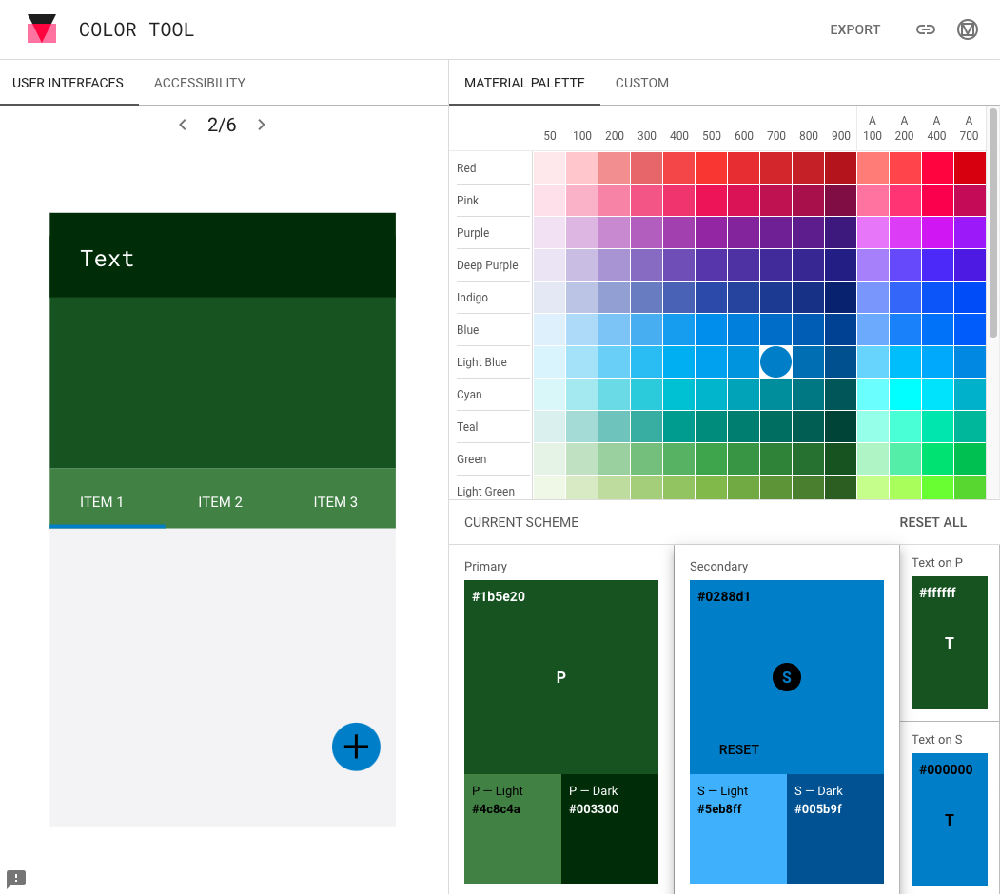 COLOR TOOL
EXPORT
USER INTERFACES
ACCESSIBILITY
MATERIAL PALETTE
CUSTOM
2/6
Text
ITEM 1
ITEM 2
ITEM 3
50 100 200 300 400 500 600 700 800 900 A 100 A 200 A 400 A 700
Red
Pink
Purple
Deep Purple
Indigo
Blue
Light Blue
Cyan
Teal
Green
Light Green
CURRENT SCHEME
RESET ALL
Primary
#1b5e20
P
P — Light
#4c8c4a
P — Dark
#003300
Secondary
#0288d1
S
RESET
S — Light
#5eb8ff
S — Dark
#005b9f
Text on P
#ffffff
T
Text on S
#000000
T